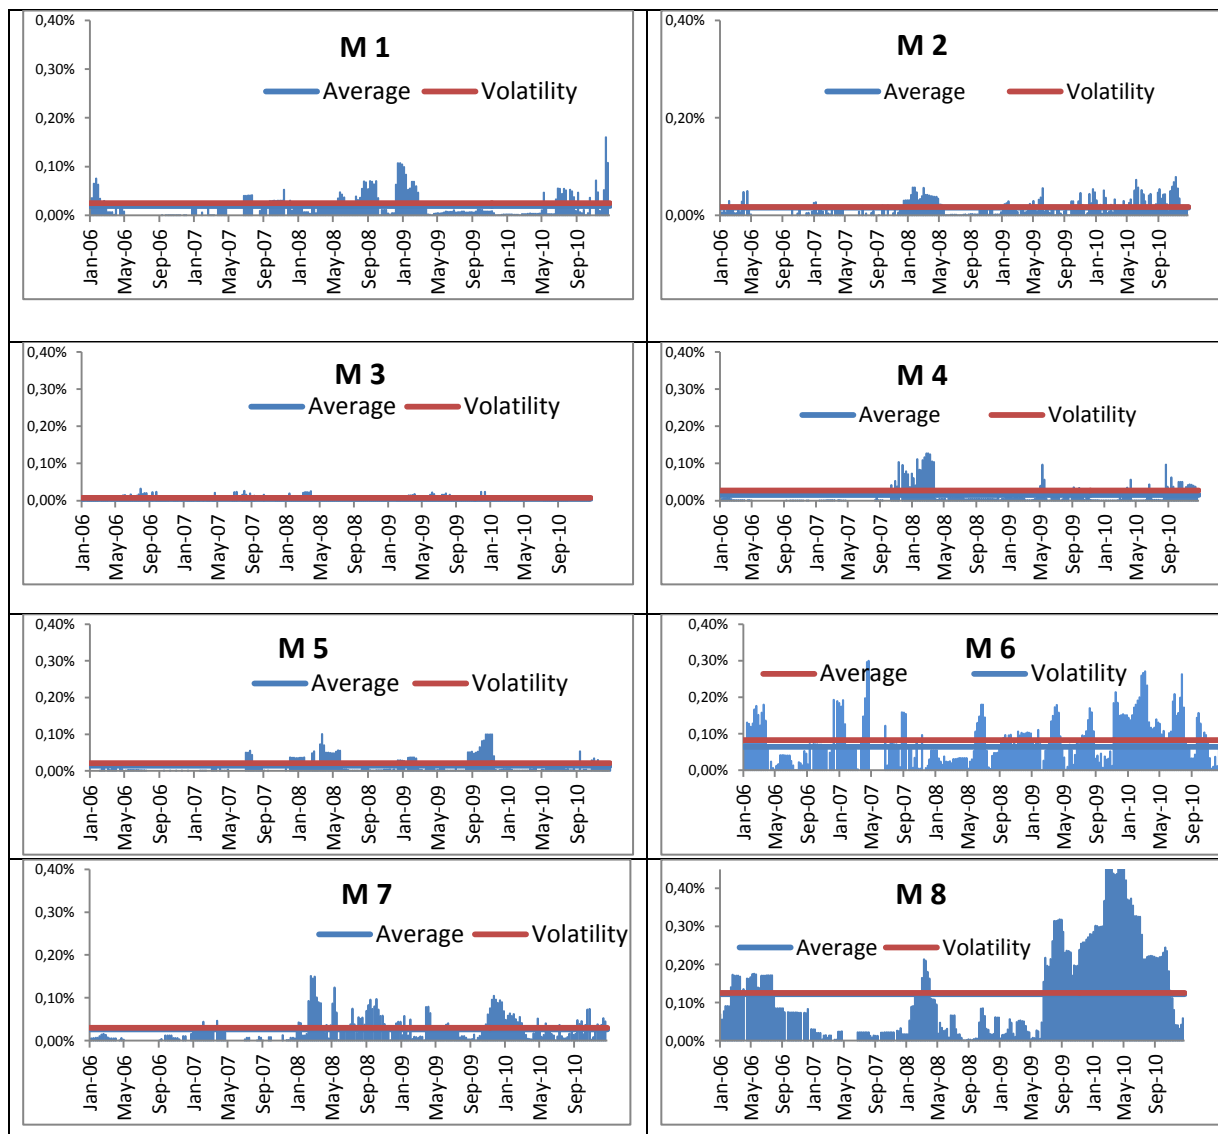 M 1
Average Volatility
0,40%
0,30%
0,20%
0,10%
0,00%
Jan-06 May-06 Sep-06 Jan-07 May-07 Sep-07 Jan-08 May-08 Sep-08 Jan-09 May-09 Sep-09 Jan-10 May-10 Sep-10
M 2
Average Volatility
0,40%
0,20%
0,00%
Jan-06 May-06 Sep-06 Jan-07 May-07 Sep-07 Jan-08 May-08 Sep-08 Jan-09 May-09 Sep-09 Jan-10 May-10 Sep-10
M 3
Average Volatility
0,40%
0,30%
0,20%
0,10%
0,00%
Jan-06 May-06 Sep-06 Jan-07 May-07 Sep-07 Jan-08 May-08 Sep-08 Jan-09 May-09 Sep-09 Jan-10 May-10 Sep-10
M 4
Average Volatility
0,40%
0,30%
0,20%
0,10%
0,00%
Jan-06 May-06 Sep-06 Jan-07 May-07 Sep-07 Jan-08 May-08 Sep-08 Jan-09 May-09 Sep-09 Jan-10 May-10 Sep-10
M 5
Average Volatility
0,40%
0,30%
0,20%
0,10%
0,00%
Jan-06 May-06 Sep-06 Jan-07 May-07 Sep-07 Jan-08 May-08 Sep-08 Jan-09 May-09 Sep-09 Jan-10 May-10 Sep-10
M 6
Average Volatility
0,40%
0,30%
0,20%
0,10%
0,00%
Jan-06 May-06 Sep-06 Jan-07 May-07 Sep-07 Jan-08 May-08 Sep-08 Jan-09 May-09 Sep-09 Jan-10 May-10 Sep-10
M 7
Average Volatility
0,40%
0,30%
0,20%
0,10%
0,00%
Jan-06 May-06 Sep-06 Jan-07 May-07 Sep-07 Jan-08 May-08 Sep-08 Jan-09 May-09 Sep-09 Jan-10 May-10 Sep-10
M 8
Average Volatility
0,40%
0,30%
0,20%
0,10%
0,00%
Jan-06 May-06 Sep-06 Jan-07 May-07 Sep-07 Jan-08 May-08 Sep-08 Jan-09 May-09 Sep-09 Jan-10 May-10 Sep-10